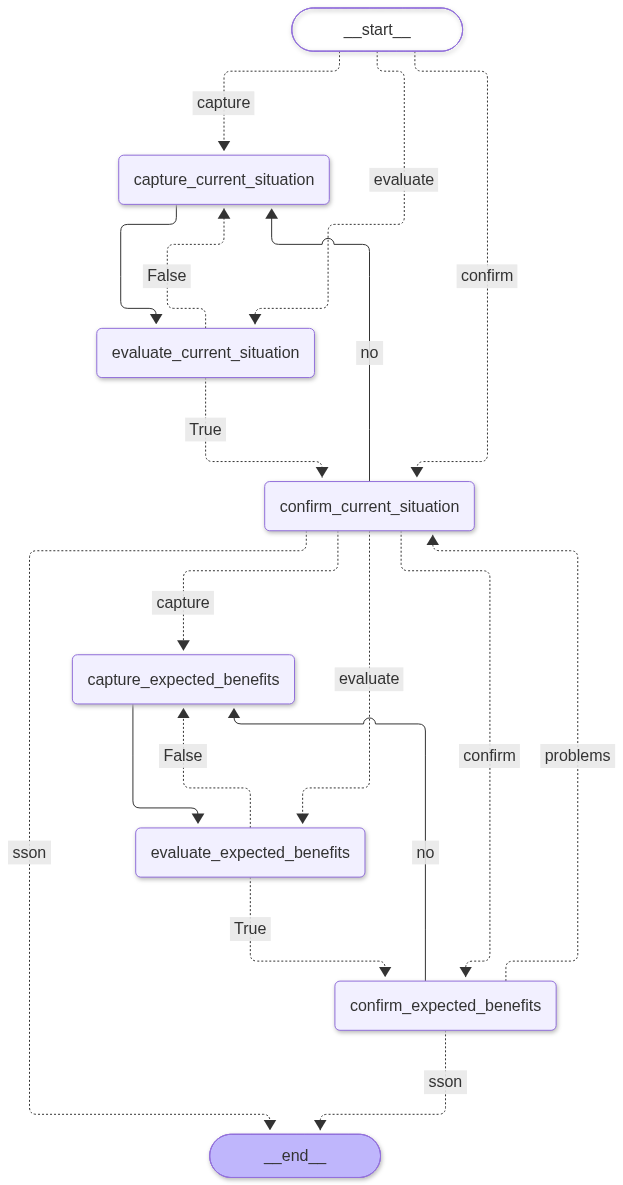 __start__
capture
capture_current_situation
evaluate
False
confirm
evaluate_current_situation
no
True
confirm_current_situation
capture
capture_expected_benefits
evaluate
False
confirm
problems
sson
evaluate_expected_benefits
no
True
confirm_expected_benefits
sson
__end__